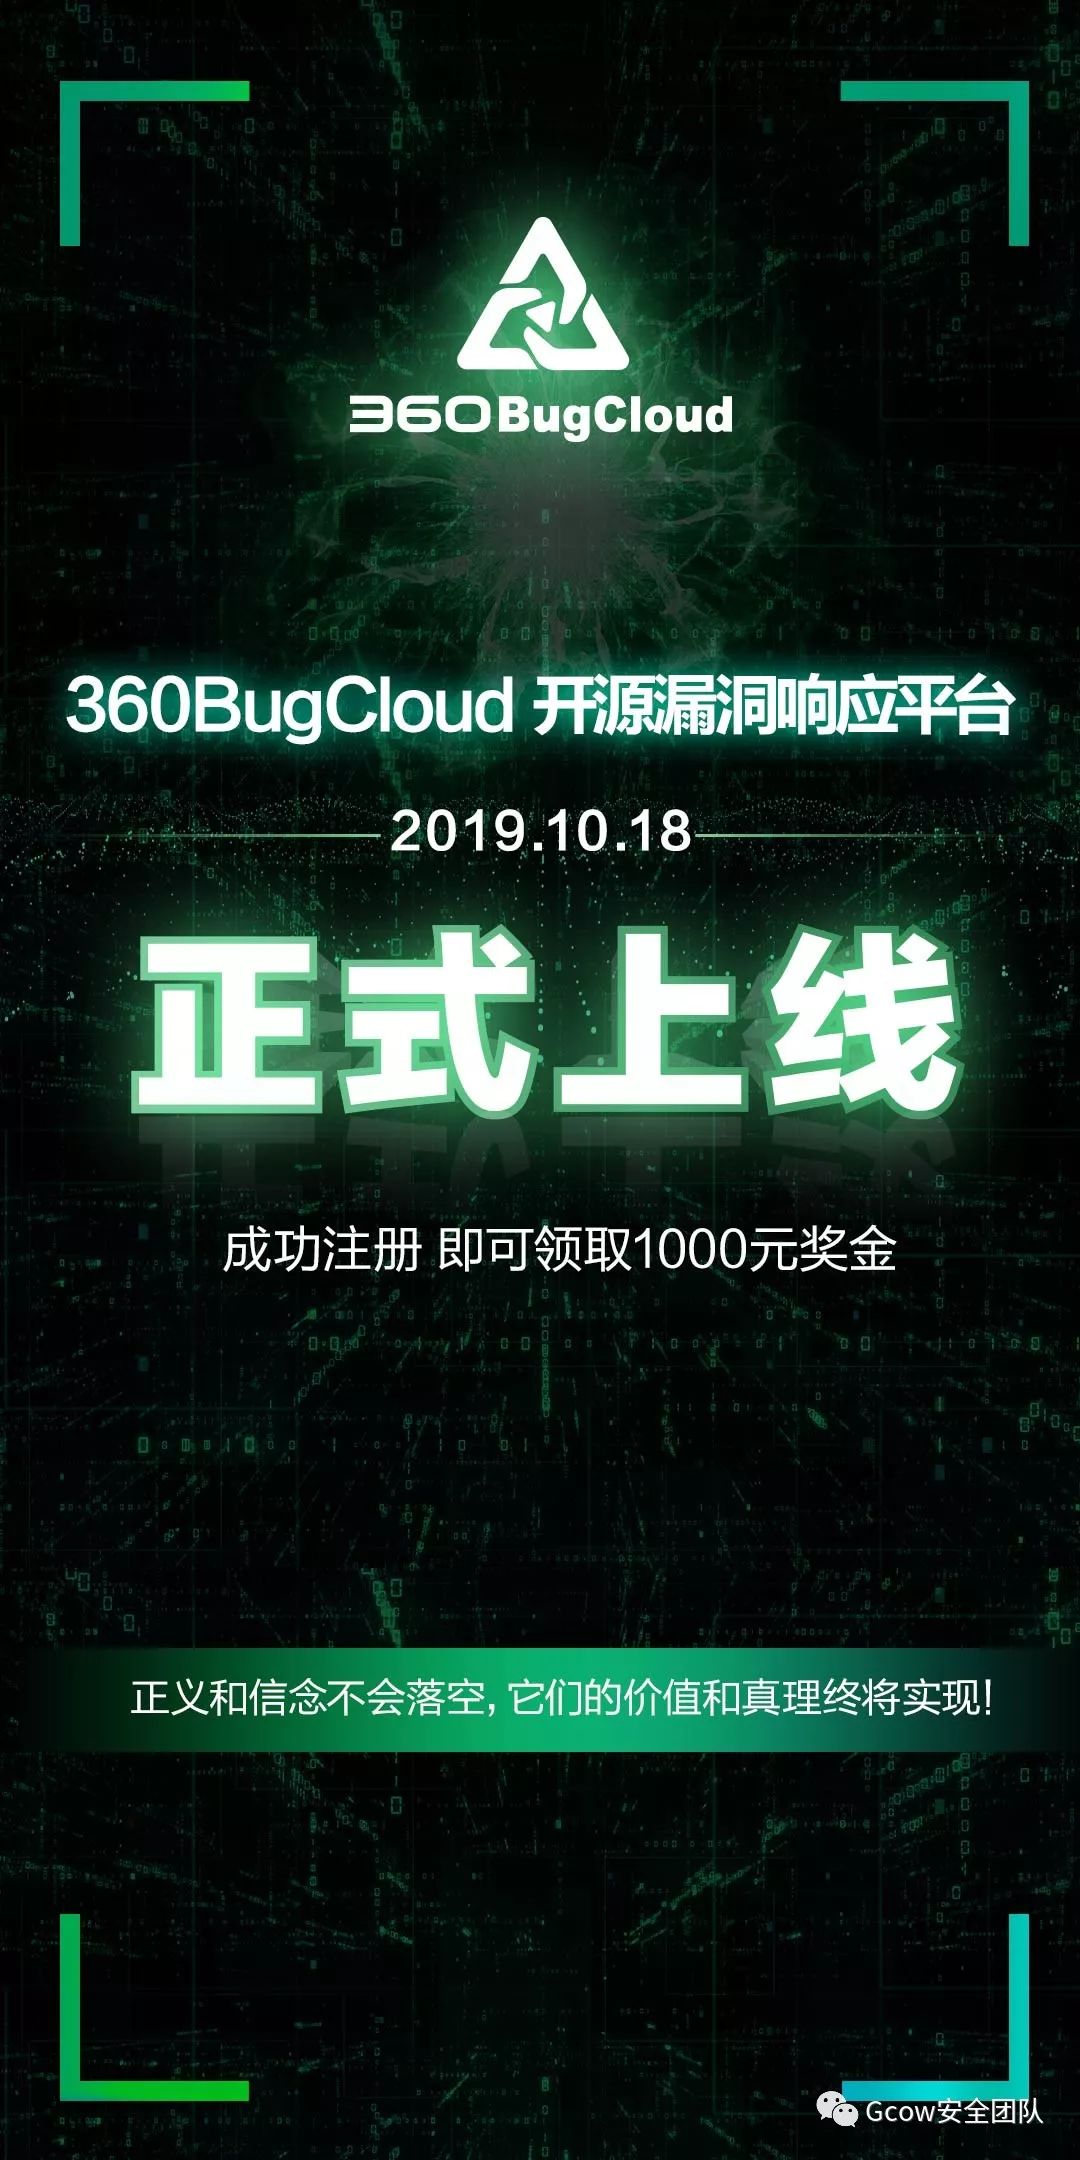 360BugCloud
360BugCloud 开源漏洞响应平台
2019.10.18
正式上线
成功注册 即可领取1000元奖金
正义和信念不会落空，它们的价值和真理终将实现！
Gcow安全团队